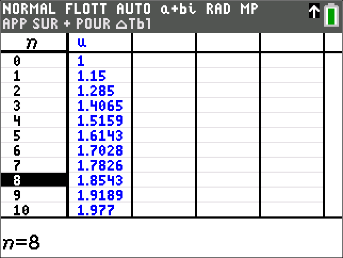 NORMAL FLOTT AUTO a+bi RAD MP
APP SUR + POUR △Tbl
n u
0 1
1 1.15
2 1.285
3 1.4065
4 1.5159
5 1.6143
6 1.7028
7 1.7826
8 1.8543
9 1.9189
10 1.977
n=8